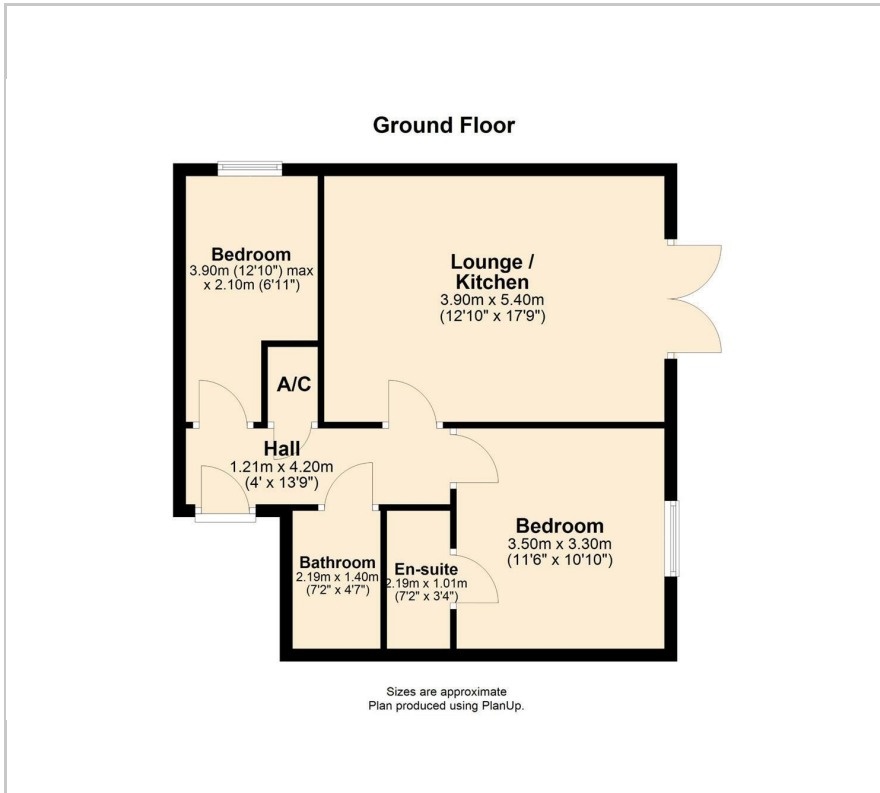 Ground Floor
Bedroom
3.90m (12'10") max
x 2.10m (6'11")
Lounge /
Kitchen
3.90m x 5.40m
(12'10" x 17'9")
A/C
Hall
1.21m x 4.20m
(4' x 13'9")
Bedroom
3.50m x 3.30m
(11'6" x 10'10")
Bathroom
2.19m x 1.40m
(7'2" x 4'7")
En-suite
2.19m x 1.01m
(7'2" x 3'4")
Sizes are approximate
Plan produced using PlanUp.